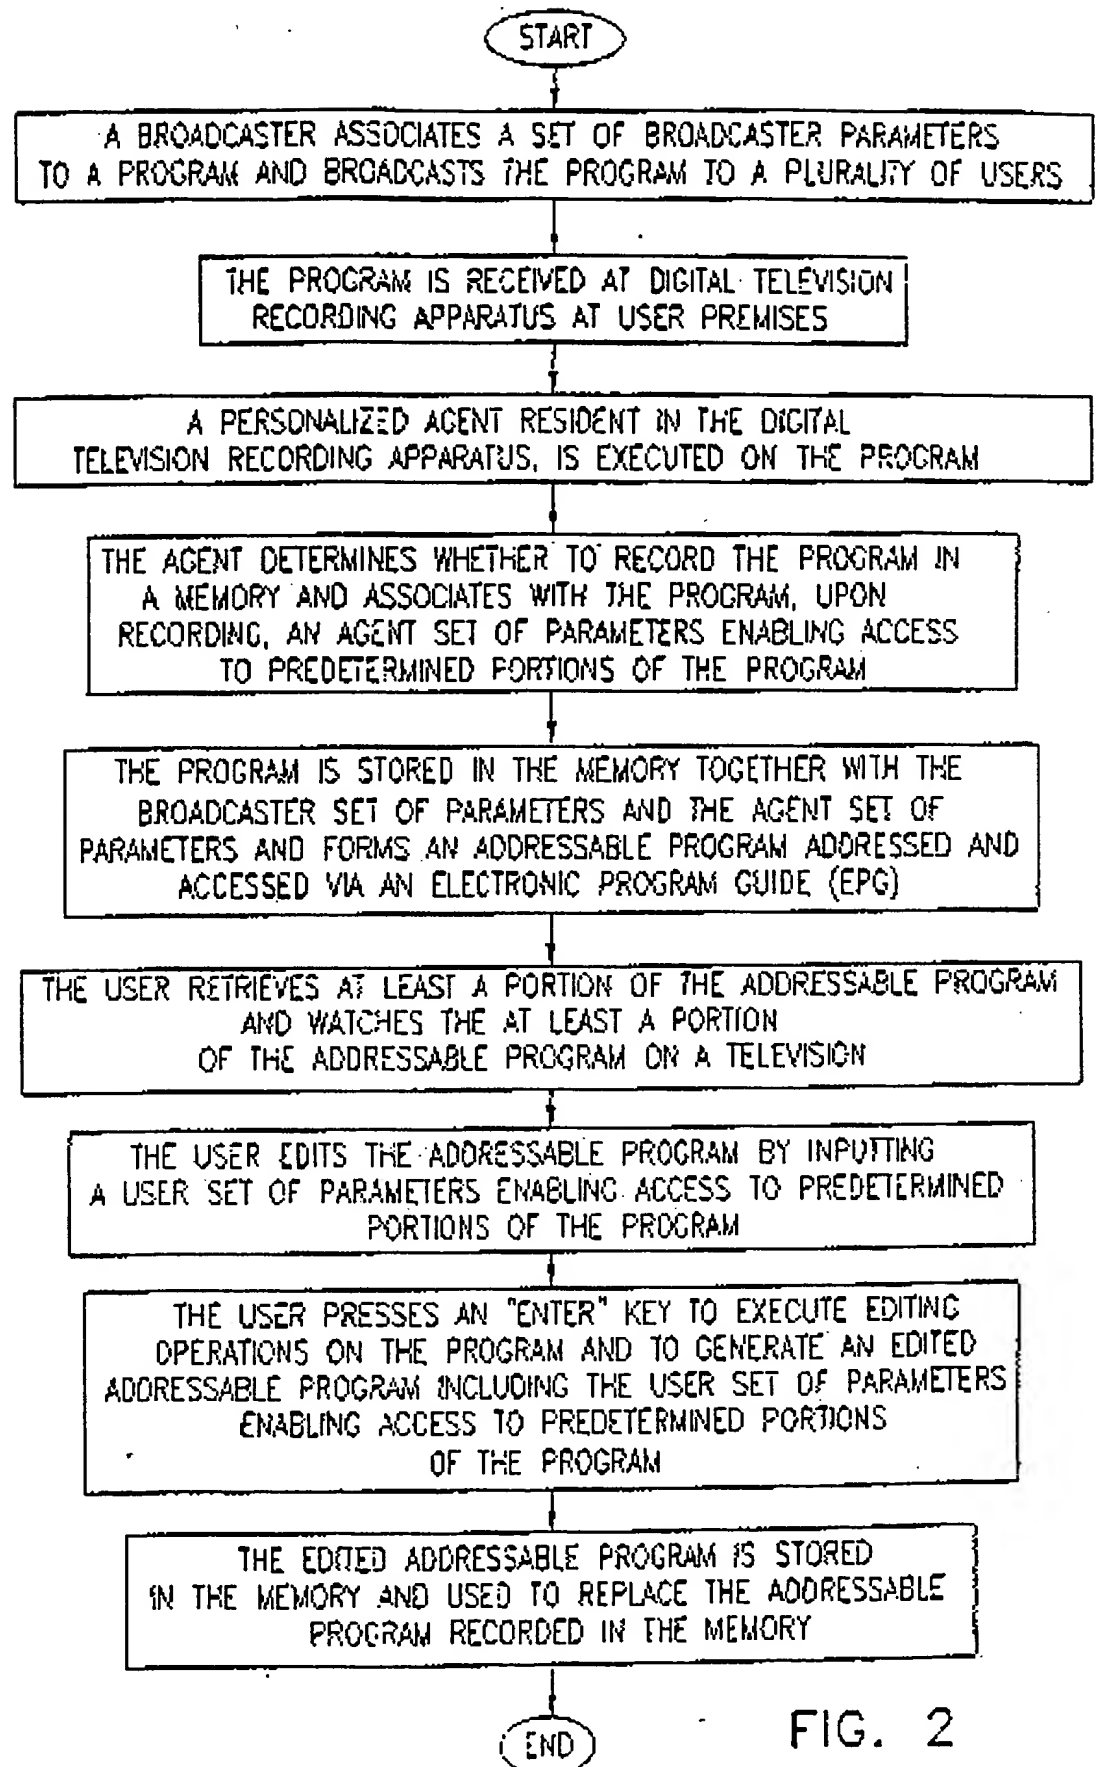 START
A BROADCASTER ASSOCIATES A SET OF BROADCASTER PARAMETERS
TO A PROGRAM AND BROADCASTS THE PROGRAM TO A PLURALITY OF USERS
THE PROGRAM IS RECEIVED AT DIGITAL TELEVISION
RECORDING APPARATUS AT USER PREMISES
A PERSONALIZED AGENT RESIDENT IN THE DIGITAL
TELEVISION RECORDING APPARATUS, IS EXECUTED ON THE PROGRAM
THE AGENT DETERMINES WHETHER TO RECORD THE PROGRAM IN
A MEMORY AND ASSOCIATES WITH THE PROGRAM, UPON
RECORDING, AN AGENT SET OF PARAMETERS ENABLING ACCESS
TO PREDETERMINED PORTIONS OF THE PROGRAM
THE PROGRAM IS STORED IN THE MEMORY TOGETHER WITH THE
BROADCASTER SET OF PARAMETERS AND THE AGENT SET OF
PARAMETERS AND FORMS AN ADDRESSABLE PROGRAM ADDRESSED AND
ACCESSED VIA AN ELECTRONIC PROGRAM GUIDE (EPG)
THE USER RETRIEVES AT LEAST A PORTION OF THE ADDRESSABLE PROGRAM
AND WATCHES THE AT LEAST A PORTION
OF THE ADDRESSABLE PROGRAM ON A TELEVISION
THE USER EDITS THE ADDRESSABLE PROGRAM BY INPUTTING
A USER SET OF PARAMETERS ENABLING ACCESS TO PREDETERMINED
PORTIONS OF THE PROGRAM
THE USER PRESSES AN "ENTER" KEY TO EXECUTE EDITING
OPERATIONS ON THE PROGRAM AND TO GENERATE AN EDITED
ADDRESSABLE PROGRAM INCLUDING THE USER SET OF PARAMETERS
ENABLING ACCESS TO PREDETERMINED PORTIONS
OF THE PROGRAM
THE EDITED ADDRESSABLE PROGRAM IS STORED
IN THE MEMORY AND USED TO REPLACE THE ADDRESSABLE
PROGRAM RECORDED IN THE MEMORY
END
FIG. 2